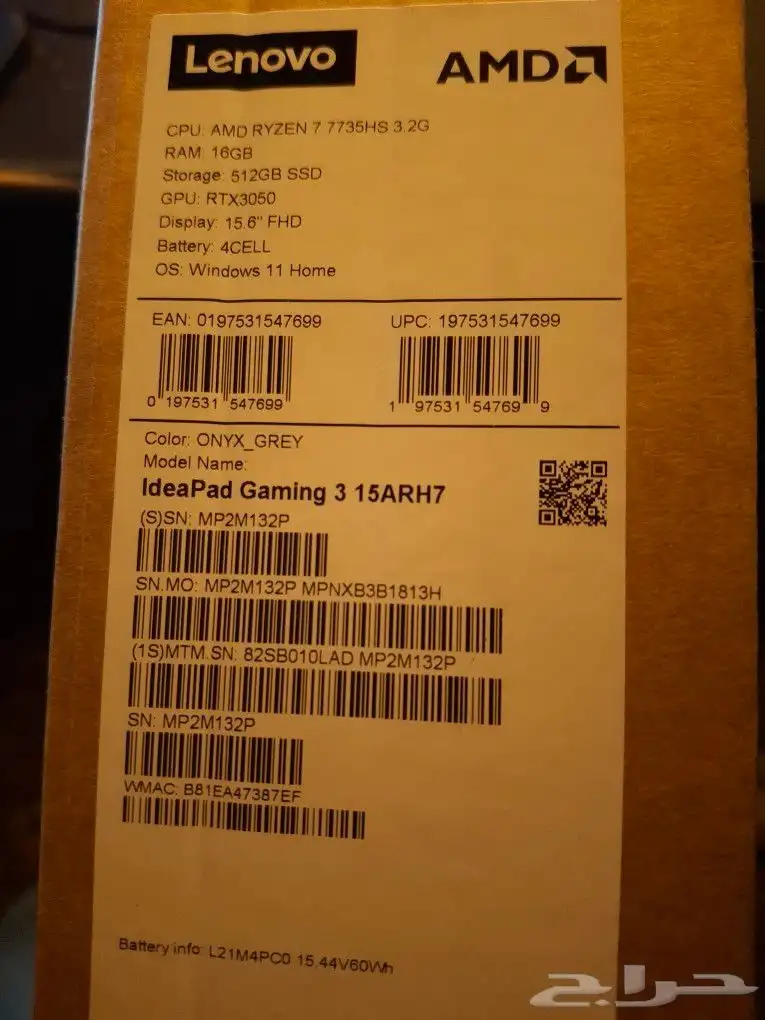 Lenovo
AMD
CPU: AMD RYZEN 7 7735HS 3.2G
RAM: 16GB
Storage: 512GB SSD
GPU: RTX3050
Display: 15.6" FHD
Battery: 4CELL
OS: Windows 11 Home
EAN: 0197531547699
UPC: 197531547699
0 197531 547699
1 97531 54769 9
Color: ONYX_GREY
Model Name:
IdeaPad Gaming 3 15ARH7
(S)SN: MP2M132P
SN.MO: MP2M132P MPNXB3B1813H
(1S)MTM.SN: 82SB010LAD MP2M132P
SN: MP2M132P
WMAC: B81EA47387EF
Battery info: L21M4PC0 15.44V60Wh
حراج